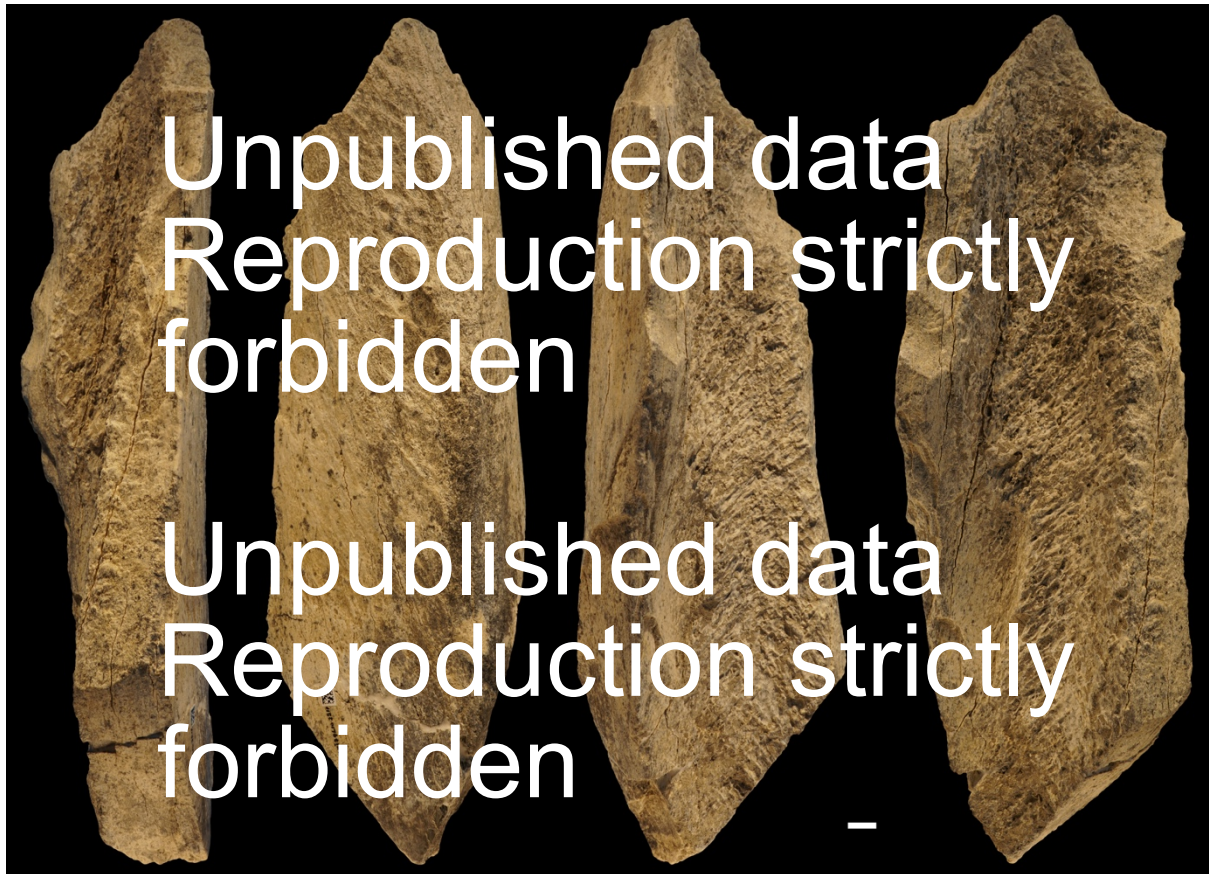 Unpublished data
Reproduction strictly
forbidden
Unpublished data
Reproduction strictly
forbidden